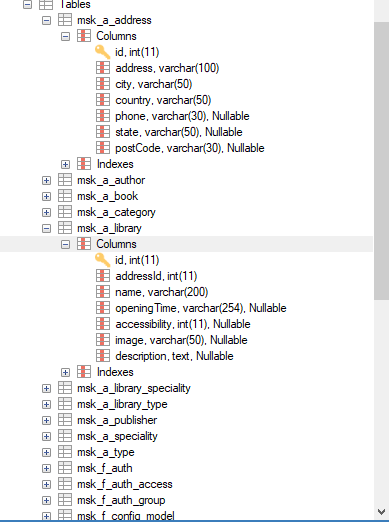 Tables
msk_a_address
Columns
id, int(11)
address, varchar(100)
city, varchar(50)
country, varchar(50)
phone, varchar(30), Nullable
state, varchar(50), Nullable
postCode, varchar(30), Nullable
Indexes
msk_a_author
msk_a_book
msk_a_category
msk_a_library
Columns
id, int(11)
addressId, int(11)
name, varchar(200)
openingTime, varchar(254), Nullable
accessibility, int(11), Nullable
image, varchar(50), Nullable
description, text, Nullable
Indexes
msk_a_library_speciality
msk_a_library_type
msk_a_publisher
msk_a_speciality
msk_a_type
msk_f_auth
msk_f_auth_access
msk_f_auth_group
msk_f_config_model